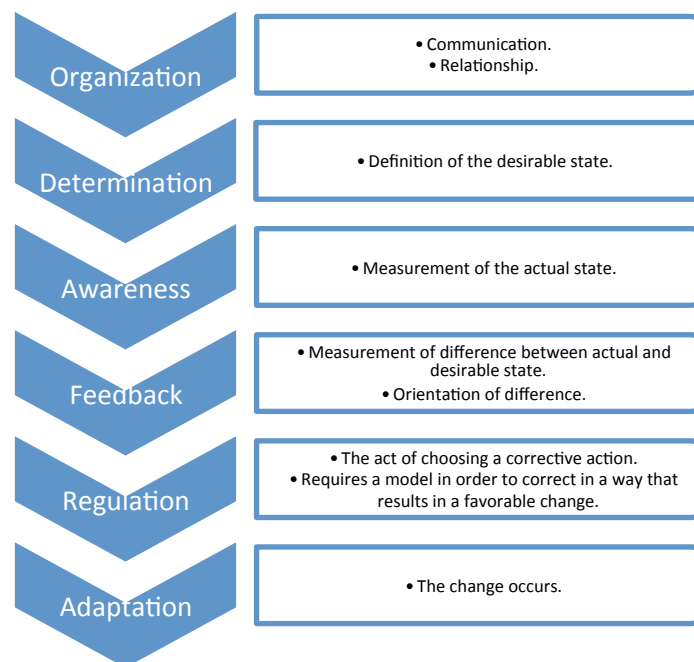 Organization
• Communication.
• Relationship.
Determination
• Definition of the desirable state.
Awareness
• Measurement of the actual state.
Feedback
• Measurement of difference between actual and
desirable state.
• Orientation of difference.
Regulation
• The act of choosing a corrective action.
• Requires a model in order to correct in a way that
results in a favorable change.
Adaptation
• The change occurs.